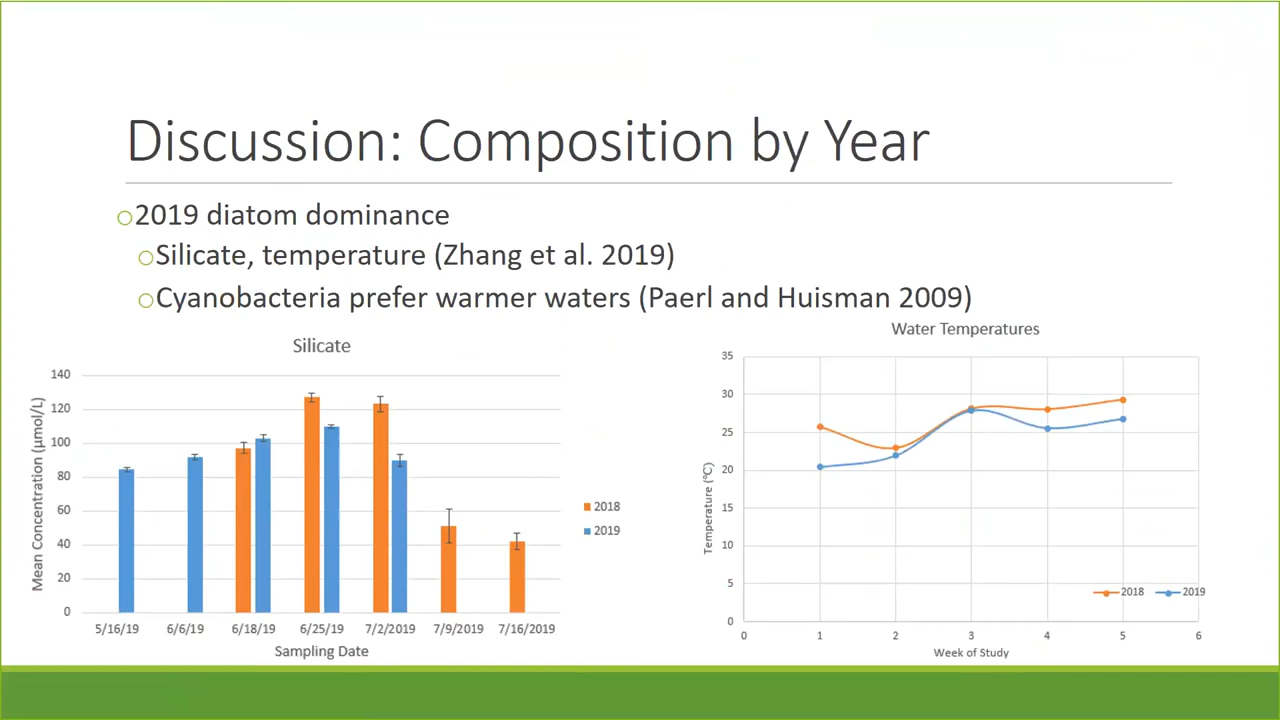 Discussion: Composition by Year
2019 diatom dominance
Silicate, temperature (Zhang et al. 2019)
Cyanobacteria prefer warmer waters (Paerl and Huisman 2009)
Silicate
Mean Concentration (µmol/L)
140
120
100
80
60
40
20
0
5/16/19 6/6/19 6/18/19 6/25/19 7/2/2019 7/9/2019 7/16/2019
Sampling Date
2018
2019
Water Temperatures
Temperature (°C)
35
30
25
20
15
10
5
0
0 1 2 3 4 5 6
Week of Study
2018 2019